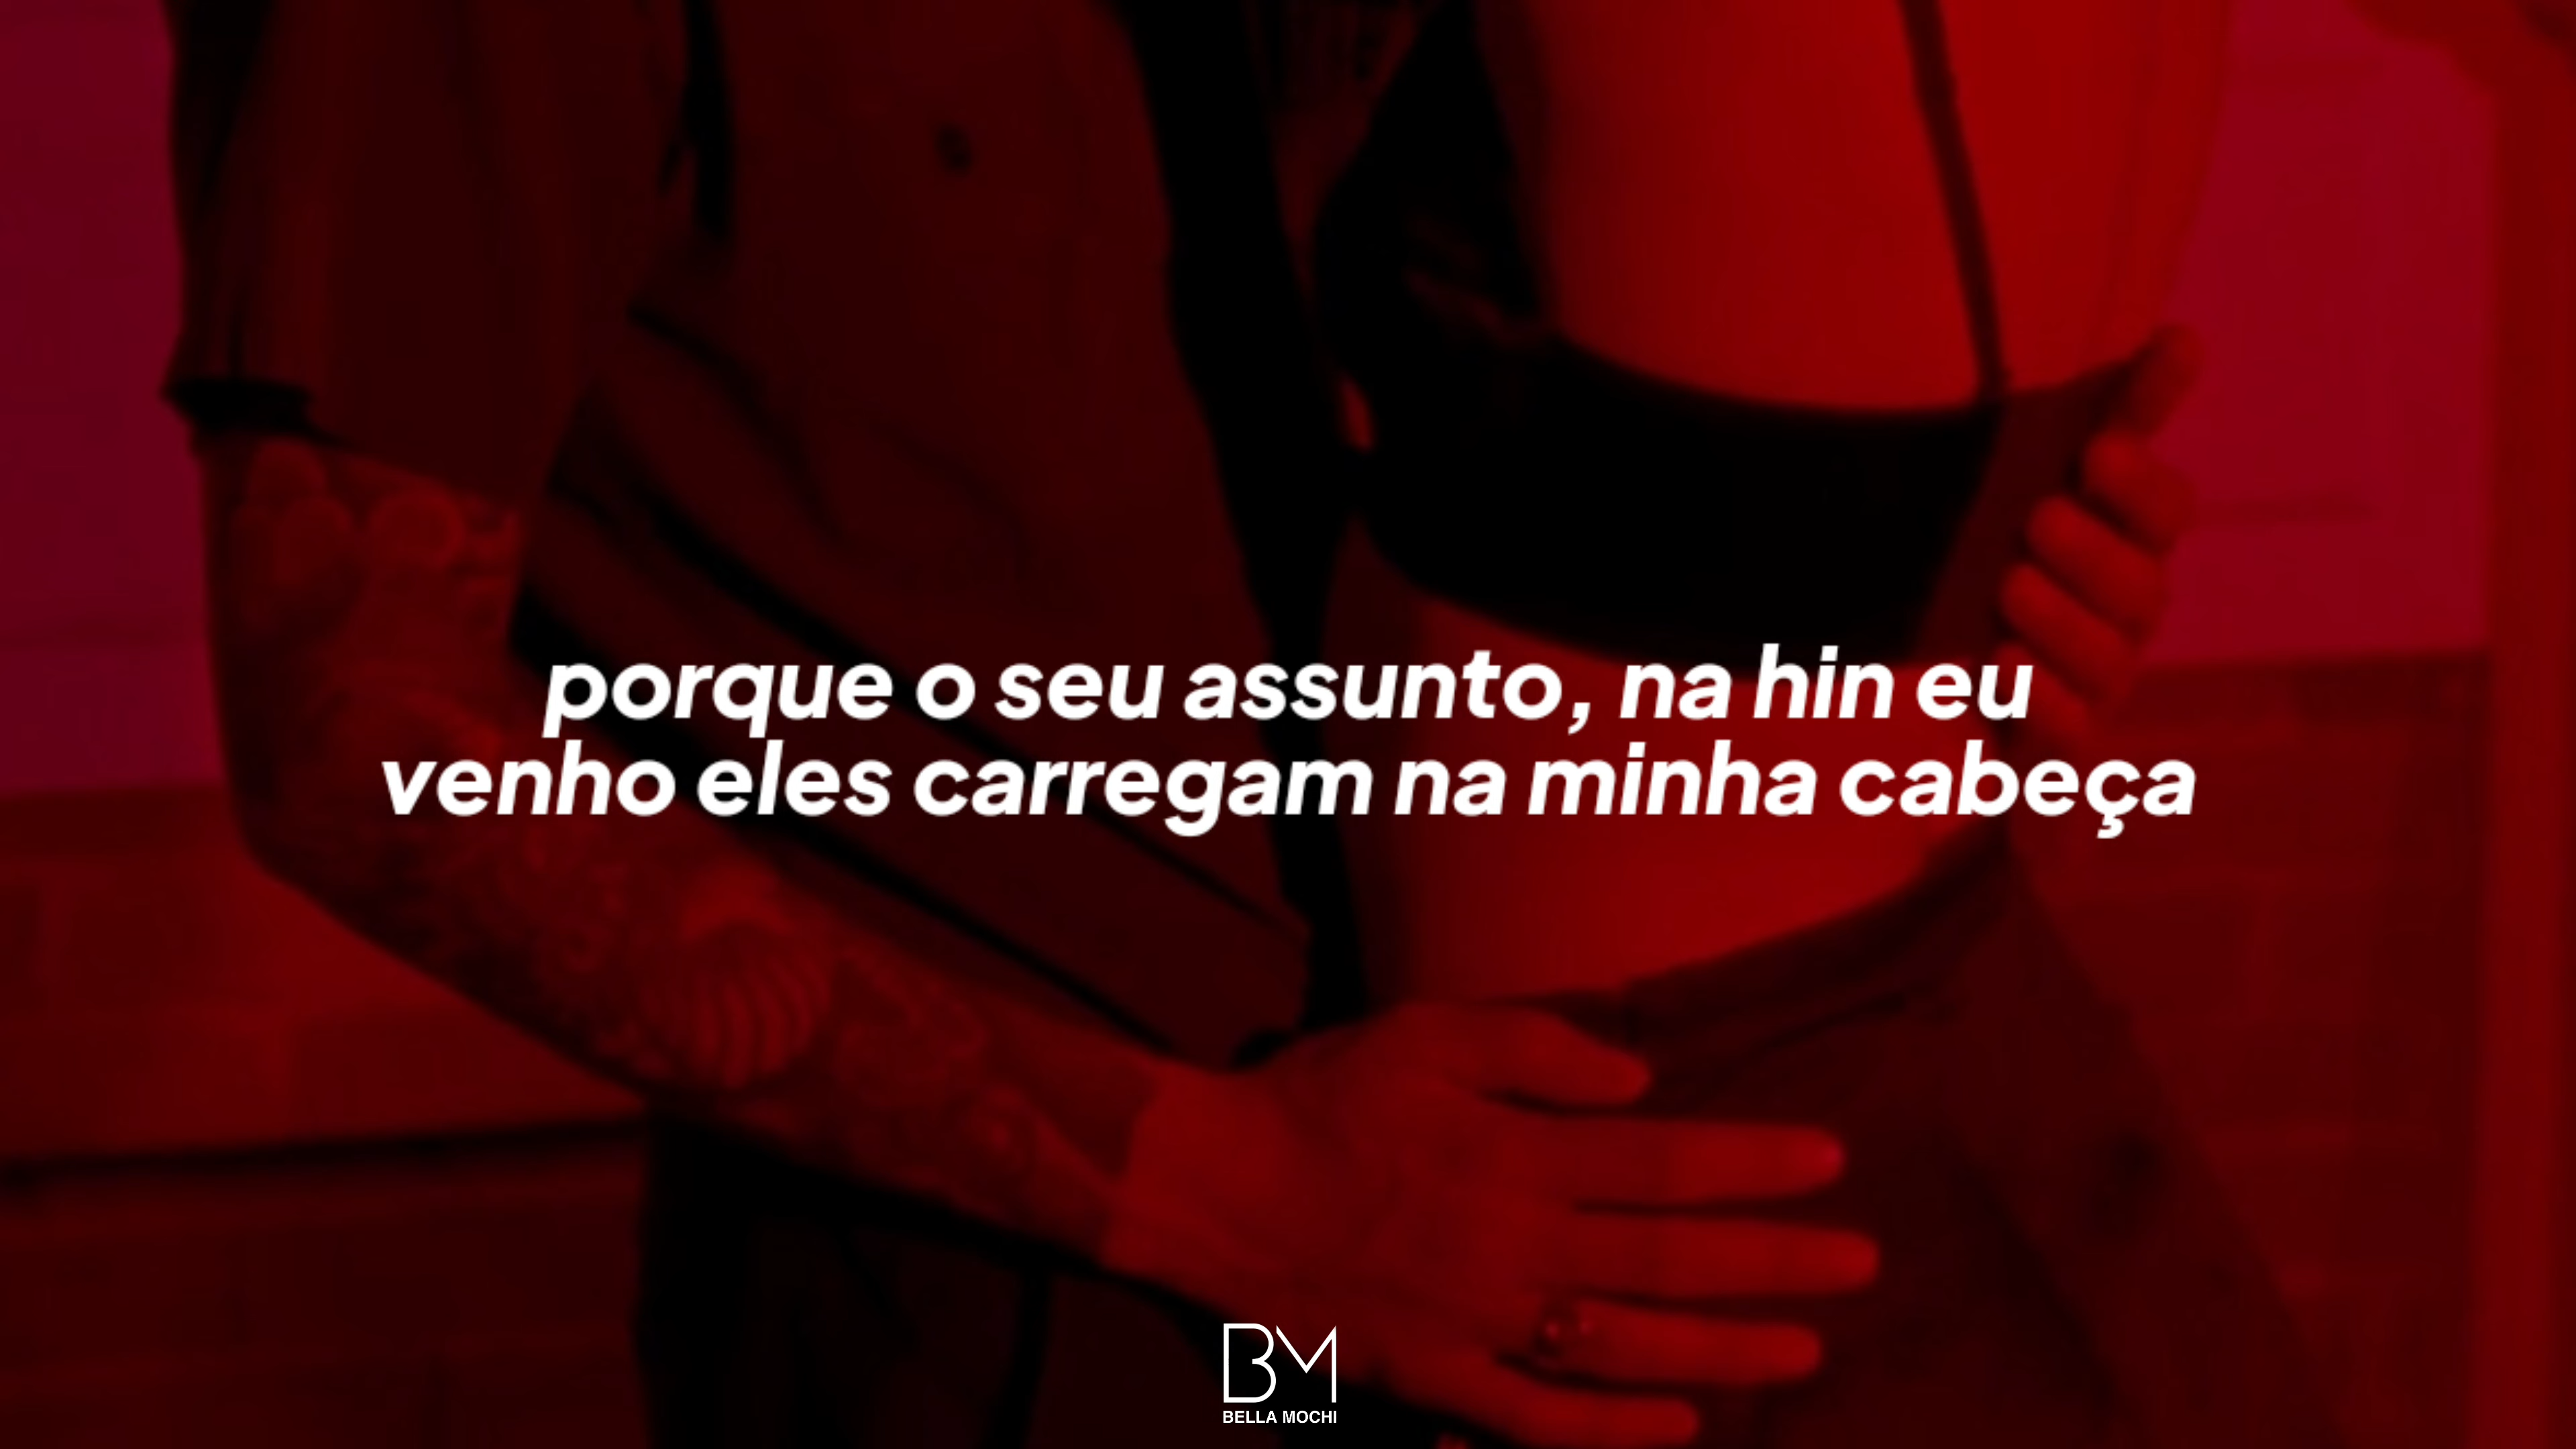 porque o seu assunto, na hin eu
venho eles carregam na minha cabeça
BM
BELLA MOCHI